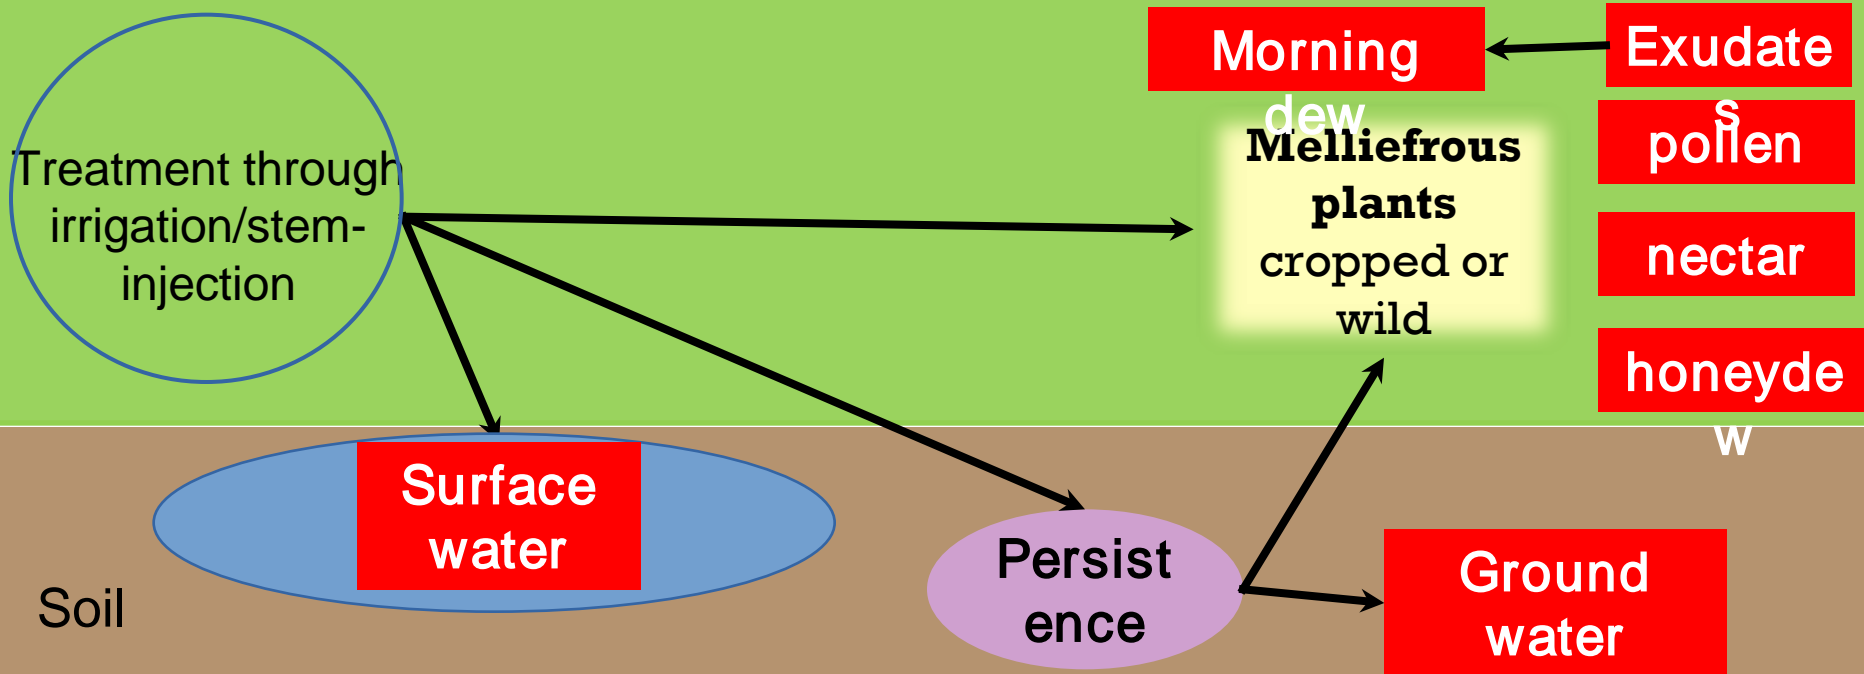 Treatment through
irrigation/stem-
injection
Morning
dew
Exudate
s
Melliefrous
plants
cropped or
wild
pollen
nectar
honeyde
w
Surface
water
Soil
Persist
ence
Ground
water